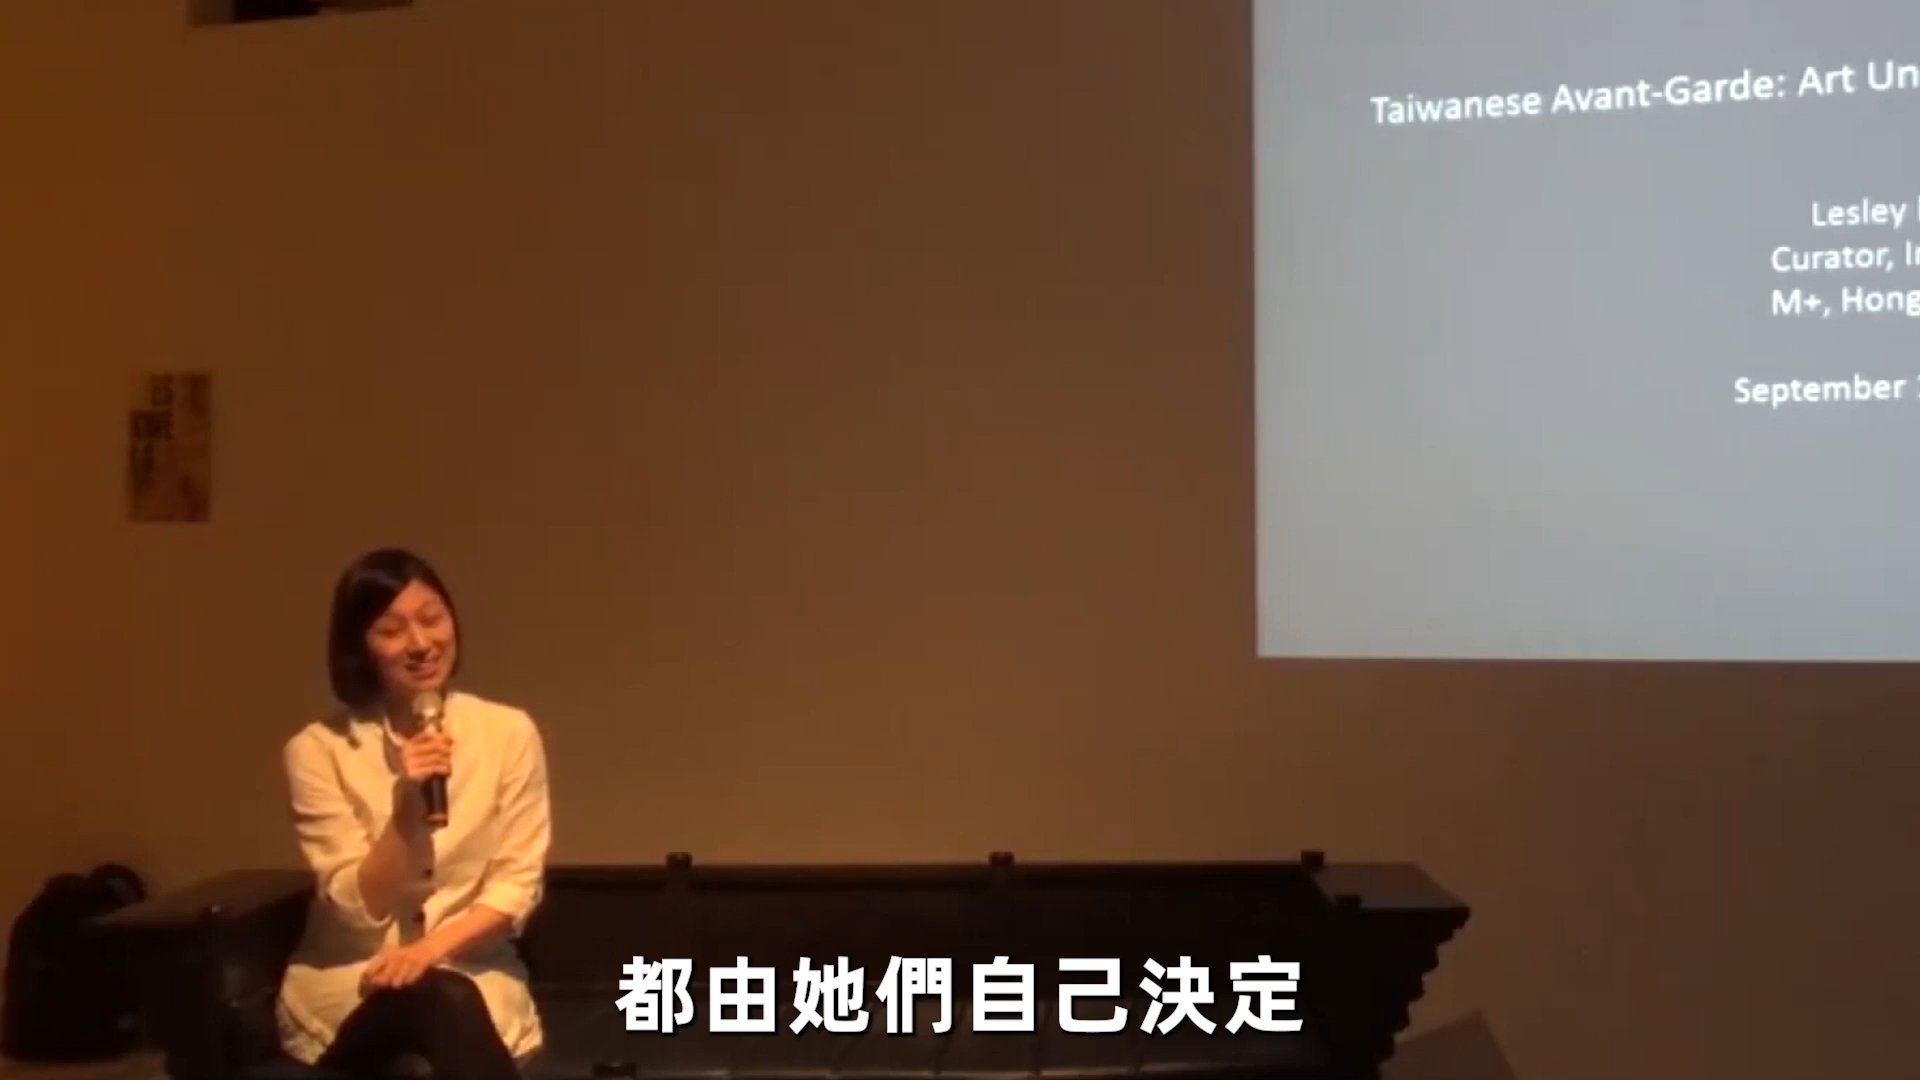 Taiwanese Avant-Garde: Art Un
Lesley
Curator,
M+, Hong
September
都由她們自己決定